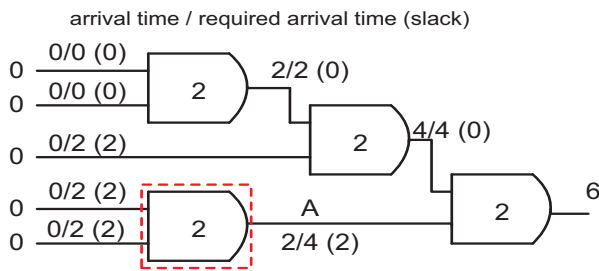 arrival time / required arrival time (slack)
0 0/0 (0)
2
2/2 (0)
0 0/0 (0)
2
4/4 (0)
0 0/2 (2)
0 0/2 (2)
2
A
2
6
0 0/2 (2)
2/4 (2)